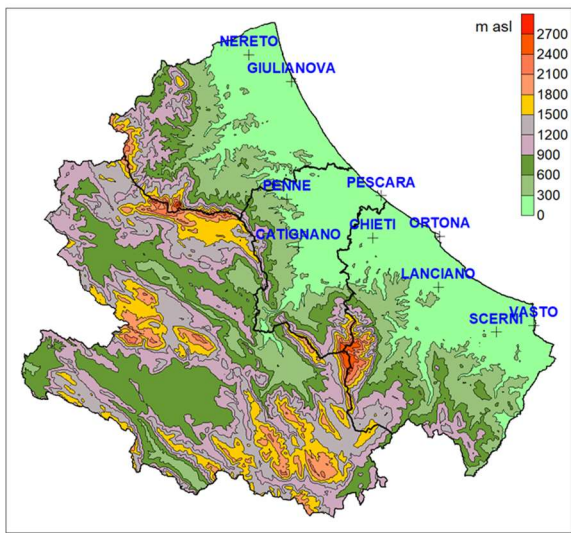 m asl
2700
2400
2100
1800
1500
1200
900
600
300
0
NERETO
GIULIANOVA
PENNE
PESCARA
CATIGNANO
CHIETI
ORTONA
LANCIANO
SCERNI
VASTO